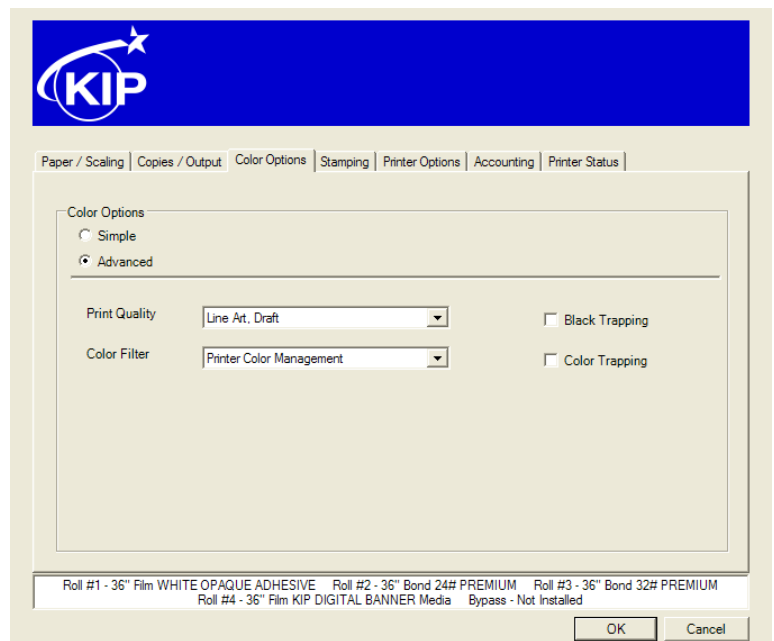 KIP
Paper / Scaling Copies / Output Color Options Stamping Printer Options Accounting Printer Status
Color Options
Simple
Advanced
Print Quality Line Art, Draft Black Trapping
Color Filter Printer Color Management Color Trapping
Roll #1 - 36" Film WHITE OPAQUE ADHESIVE Roll #2 - 36" Bond 24# PREMIUM Roll #3 - 36" Bond 32# PREMIUM
Roll #4 - 36" Film KIP DIGITAL BANNER Media Bypass - Not Installed
OK Cancel